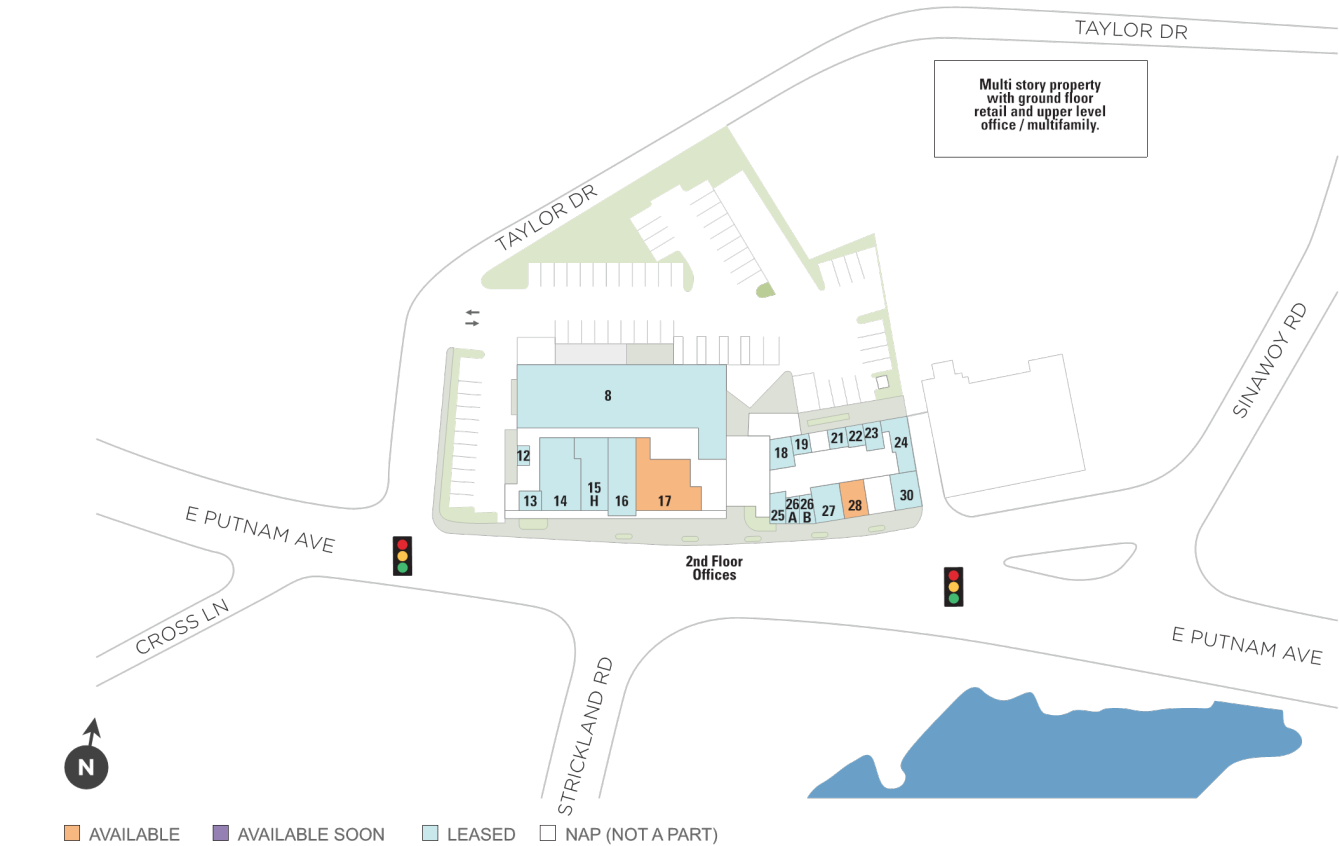 TAYLOR DR
Multi story property
with ground floor
retail and upper level
office / multifamily.
TAYLOR DR
SINAWOY RD
8
12
13
14
15
H
16
17
18
19
21
22
23
24
25
26
A
26
B
27
28
30
E PUTNAM AVE
2nd Floor
Offices
CROSS LN
STRICKLAND RD
E PUTNAM AVE
N
AVAILABLE
AVAILABLE SOON
LEASED
NAP (NOT A PART)